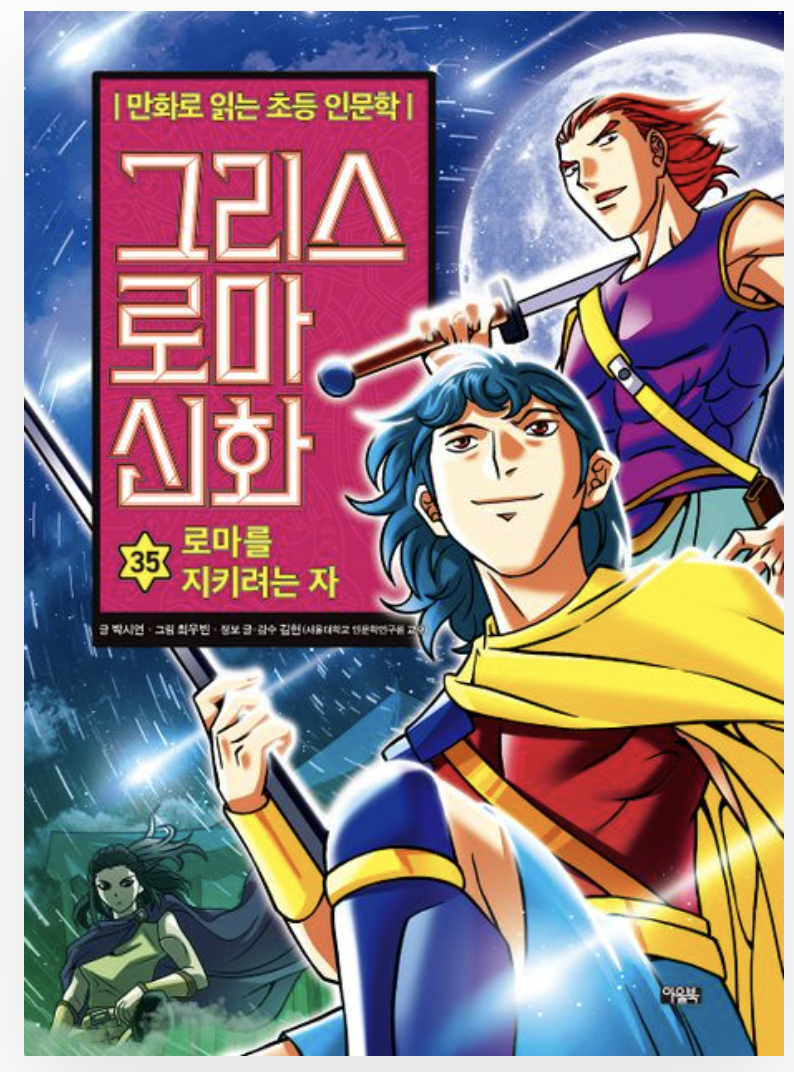 | 만화로 읽는 초등 인문학 |
그리스
로마
신화
35 로마를
지키려는 자
글 박시연 · 그림 최우빈 · 정보 글·감수 김헌(서울대학교 인문학연구원 교수)
아울북